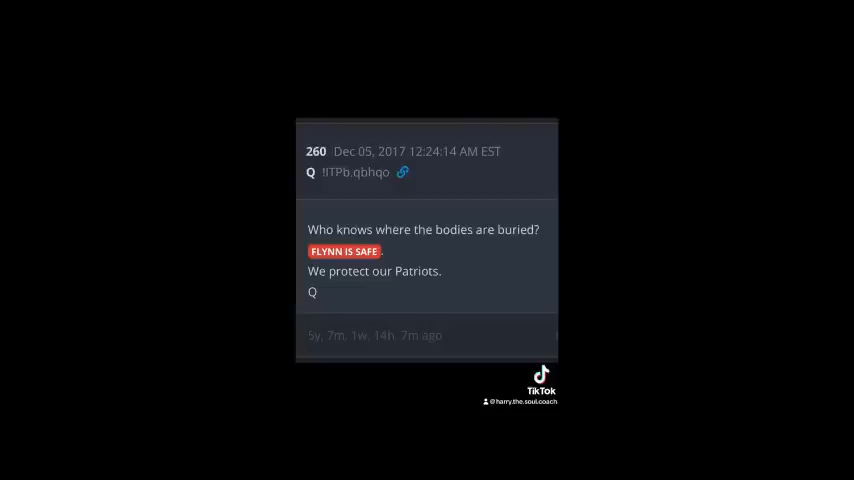 260 Dec 05, 2017 12:24:14 AM EST
Q !ITPb.qbhqo
Who knows where the bodies are buried?
FLYNN IS SAFE.
We protect our Patriots.
Q
5y, 7m, 1w, 14h, 7m ago
TikTok
@harry.the.soul.coach